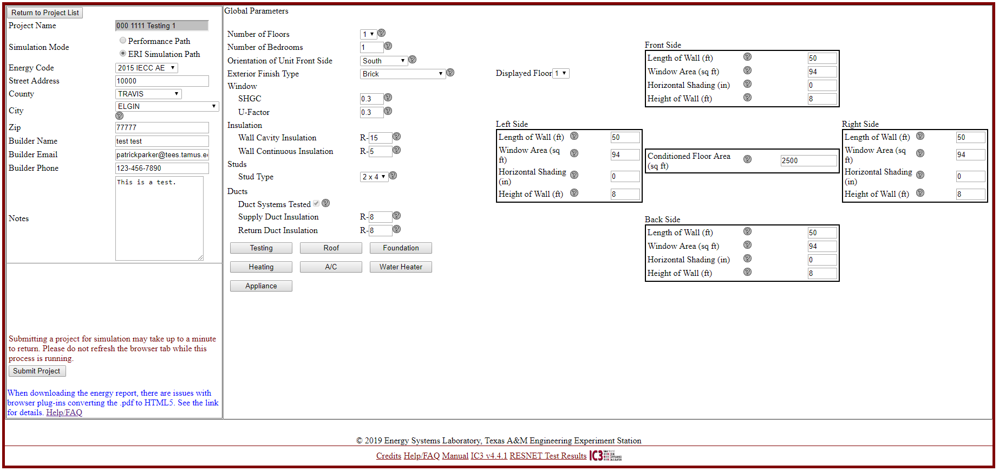 Return to Project List
Project Name 000 1111 Testing 1
Simulation Mode
Performance Path
ERI Simulation Path
Energy Code 2015 IECC AE
Street Address 10000
County TRAVIS
City ELGIN
Zip 77777
Builder Name test test
Builder Email patrickparker@tees.tamus.e
Builder Phone 123-456-7890
Notes This is a test.
Submitting a project for simulation may take up to a minute
to return. Please do not refresh the browser tab while this
process is running.
Submit Project
When downloading the energy report, there are issues with
browser plug-ins converting the .pdf to HTML5. See the link
for details. Help/FAQ
Global Parameters
Number of Floors 1
Number of Bedrooms 1
Orientation of Unit Front Side South
Exterior Finish Type Brick
Window
SHGC 0.3
U-Factor 0.3
Insulation
Wall Cavity Insulation R-15
Wall Continuous Insulation R-5
Studs
Stud Type 2 x 4
Ducts
Duct Systems Tested
Supply Duct Insulation R-8
Return Duct Insulation R-8
Testing Roof Foundation
Heating A/C Water Heater
Appliance
Displayed Floor 1
Front Side
Length of Wall (ft) 50
Window Area (sq ft) 94
Horizontal Shading (in) 0
Height of Wall (ft) 8
Left Side
Length of Wall (ft) 50
Window Area (sq
ft) 94
Horizontal Shading
(in) 0
Height of Wall (ft) 8
Conditioned Floor Area
(sq ft) 2500
Right Side
Length of Wall (ft) 50
Window Area (sq
ft) 94
Horizontal Shading
(in) 0
Height of Wall (ft) 8
Back Side
Length of Wall (ft) 50
Window Area (sq ft) 94
Horizontal Shading (in) 0
Height of Wall (ft) 8
© 2019 Energy Systems Laboratory, Texas A&M Engineering Experiment Station
Credits Help/FAQ Manual IC3 v4.4.1 RESNET Test Results IC3